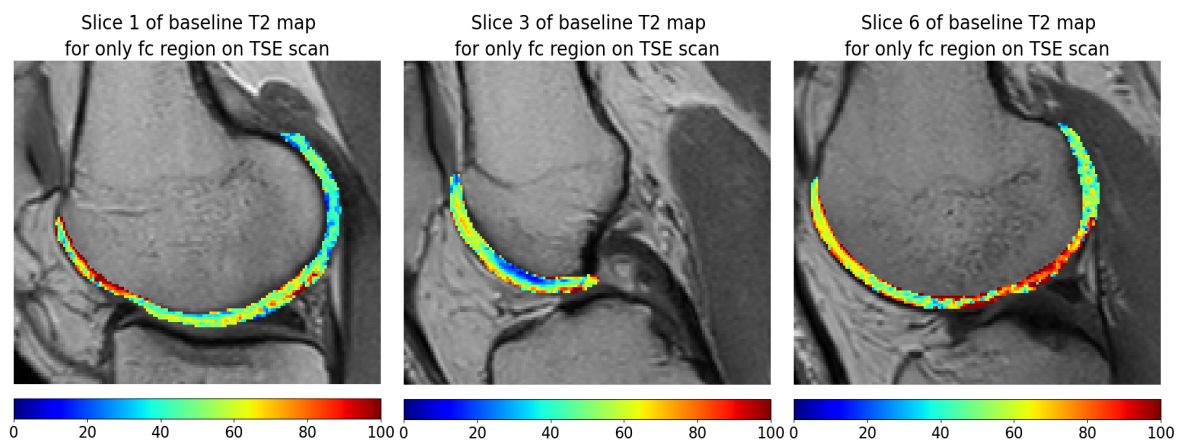 Slice 1 of baseline T2 map
for only fc region on TSE scan
Slice 3 of baseline T2 map
for only fc region on TSE scan
Slice 6 of baseline T2 map
for only fc region on TSE scan
0 20 40 60 80 100
0 20 40 60 80 100
0 20 40 60 80 100